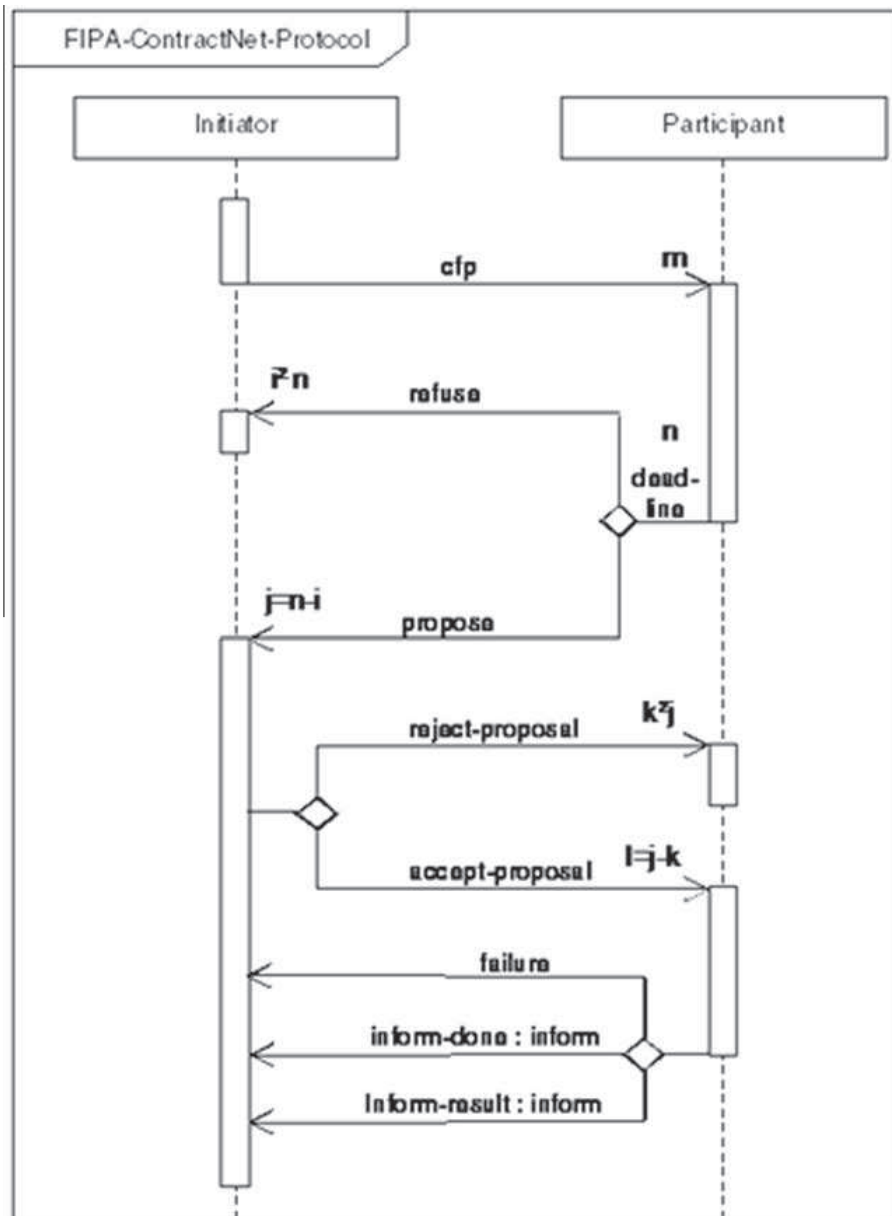 FIPA-ContractNet-Protocol
Initiator
Participant
cfp
m
refuse
n
dead-
line
j=n-i
propose
reject-proposal
accept-proposal
l=j-k
failure
inform-done : inform
Inform-result : inform